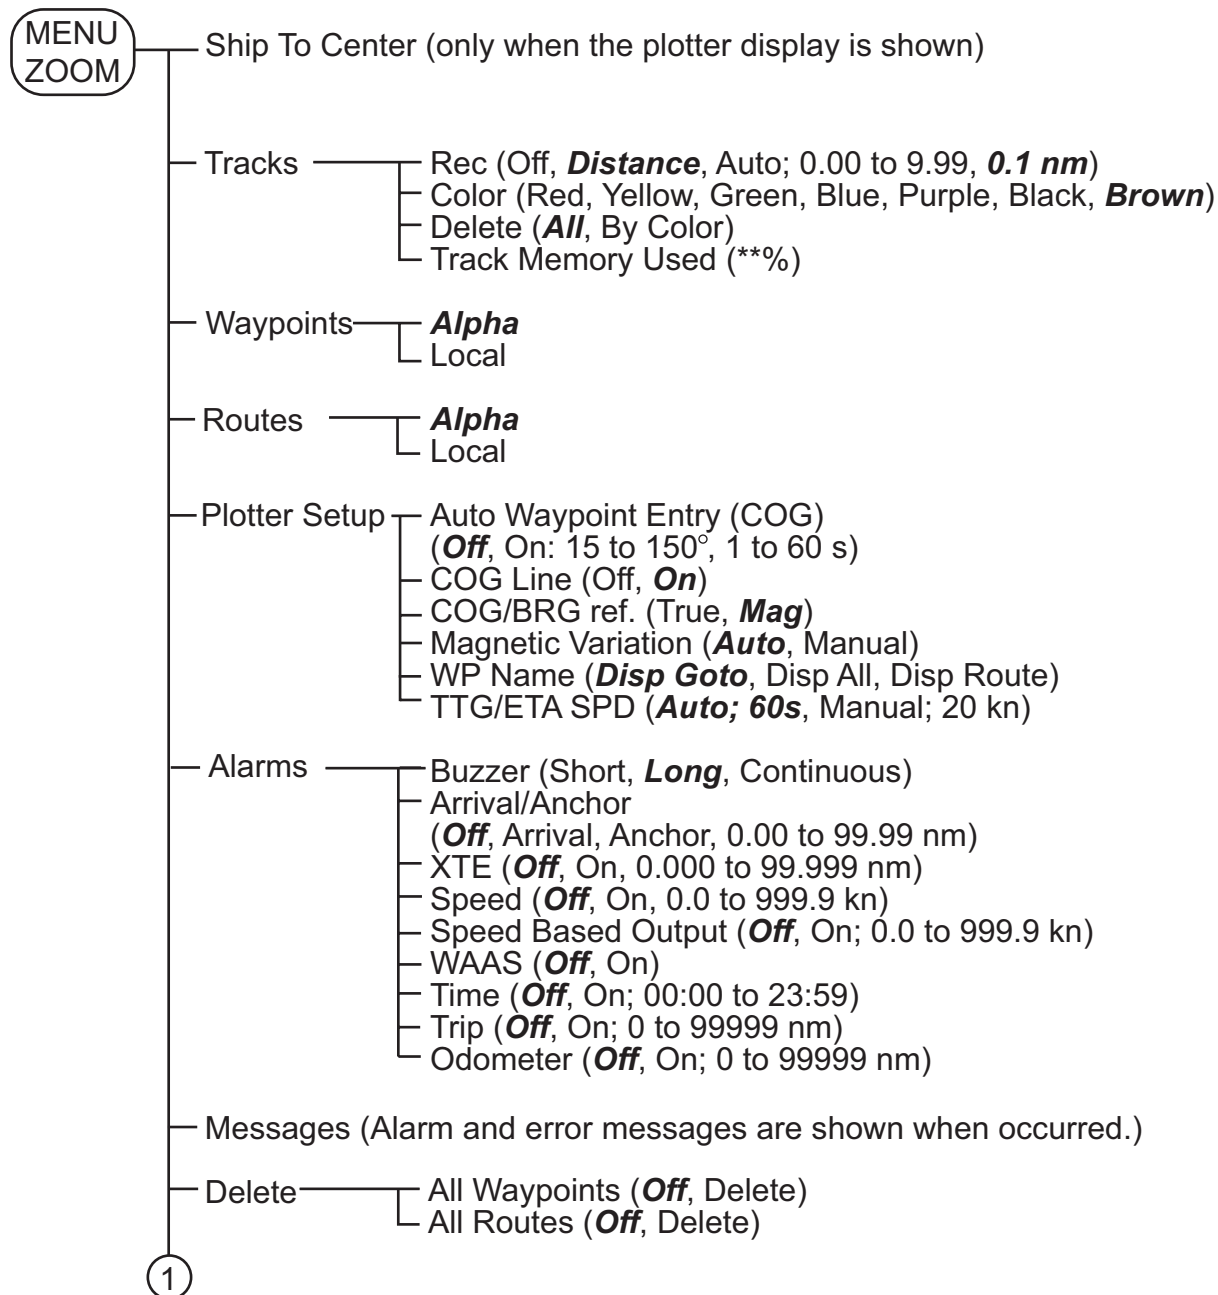 MENU
ZOOM
Ship To Center (only when the plotter display is shown)
Tracks
Rec (Off, Distance, Auto; 0.00 to 9.99, 0.1 nm)
Color (Red, Yellow, Green, Blue, Purple, Black, Brown)
Delete (All, By Color)
Track Memory Used (**%)
Waypoints
Alpha
Local
Routes
Alpha
Local
Plotter Setup
Auto Waypoint Entry (COG)
(Off, On: 15 to 150°, 1 to 60 s)
COG Line (Off, On)
COG/BRG ref. (True, Mag)
Magnetic Variation (Auto, Manual)
WP Name (Disp Goto, Disp All, Disp Route)
TTG/ETA SPD (Auto; 60s, Manual; 20 kn)
Alarms
Buzzer (Short, Long, Continuous)
Arrival/Anchor
(Off, Arrival, Anchor, 0.00 to 99.99 nm)
XTE (Off, On, 0.000 to 99.999 nm)
Speed (Off, On, 0.0 to 999.9 kn)
Speed Based Output (Off, On; 0.0 to 999.9 kn)
WAAS (Off, On)
Time (Off, On; 00:00 to 23:59)
Trip (Off, On; 0 to 99999 nm)
Odometer (Off, On; 0 to 99999 nm)
Messages (Alarm and error messages are shown when occurred.)
Delete
All Waypoints (Off, Delete)
All Routes (Off, Delete)
1